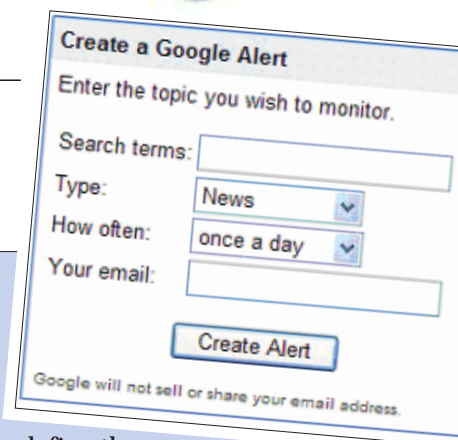 Create a Google Alert
Enter the topic you wish to monitor.
Search terms:
Type: News
How often: once a day
Your email:
Create Alert
Google will not sell or share your email address.